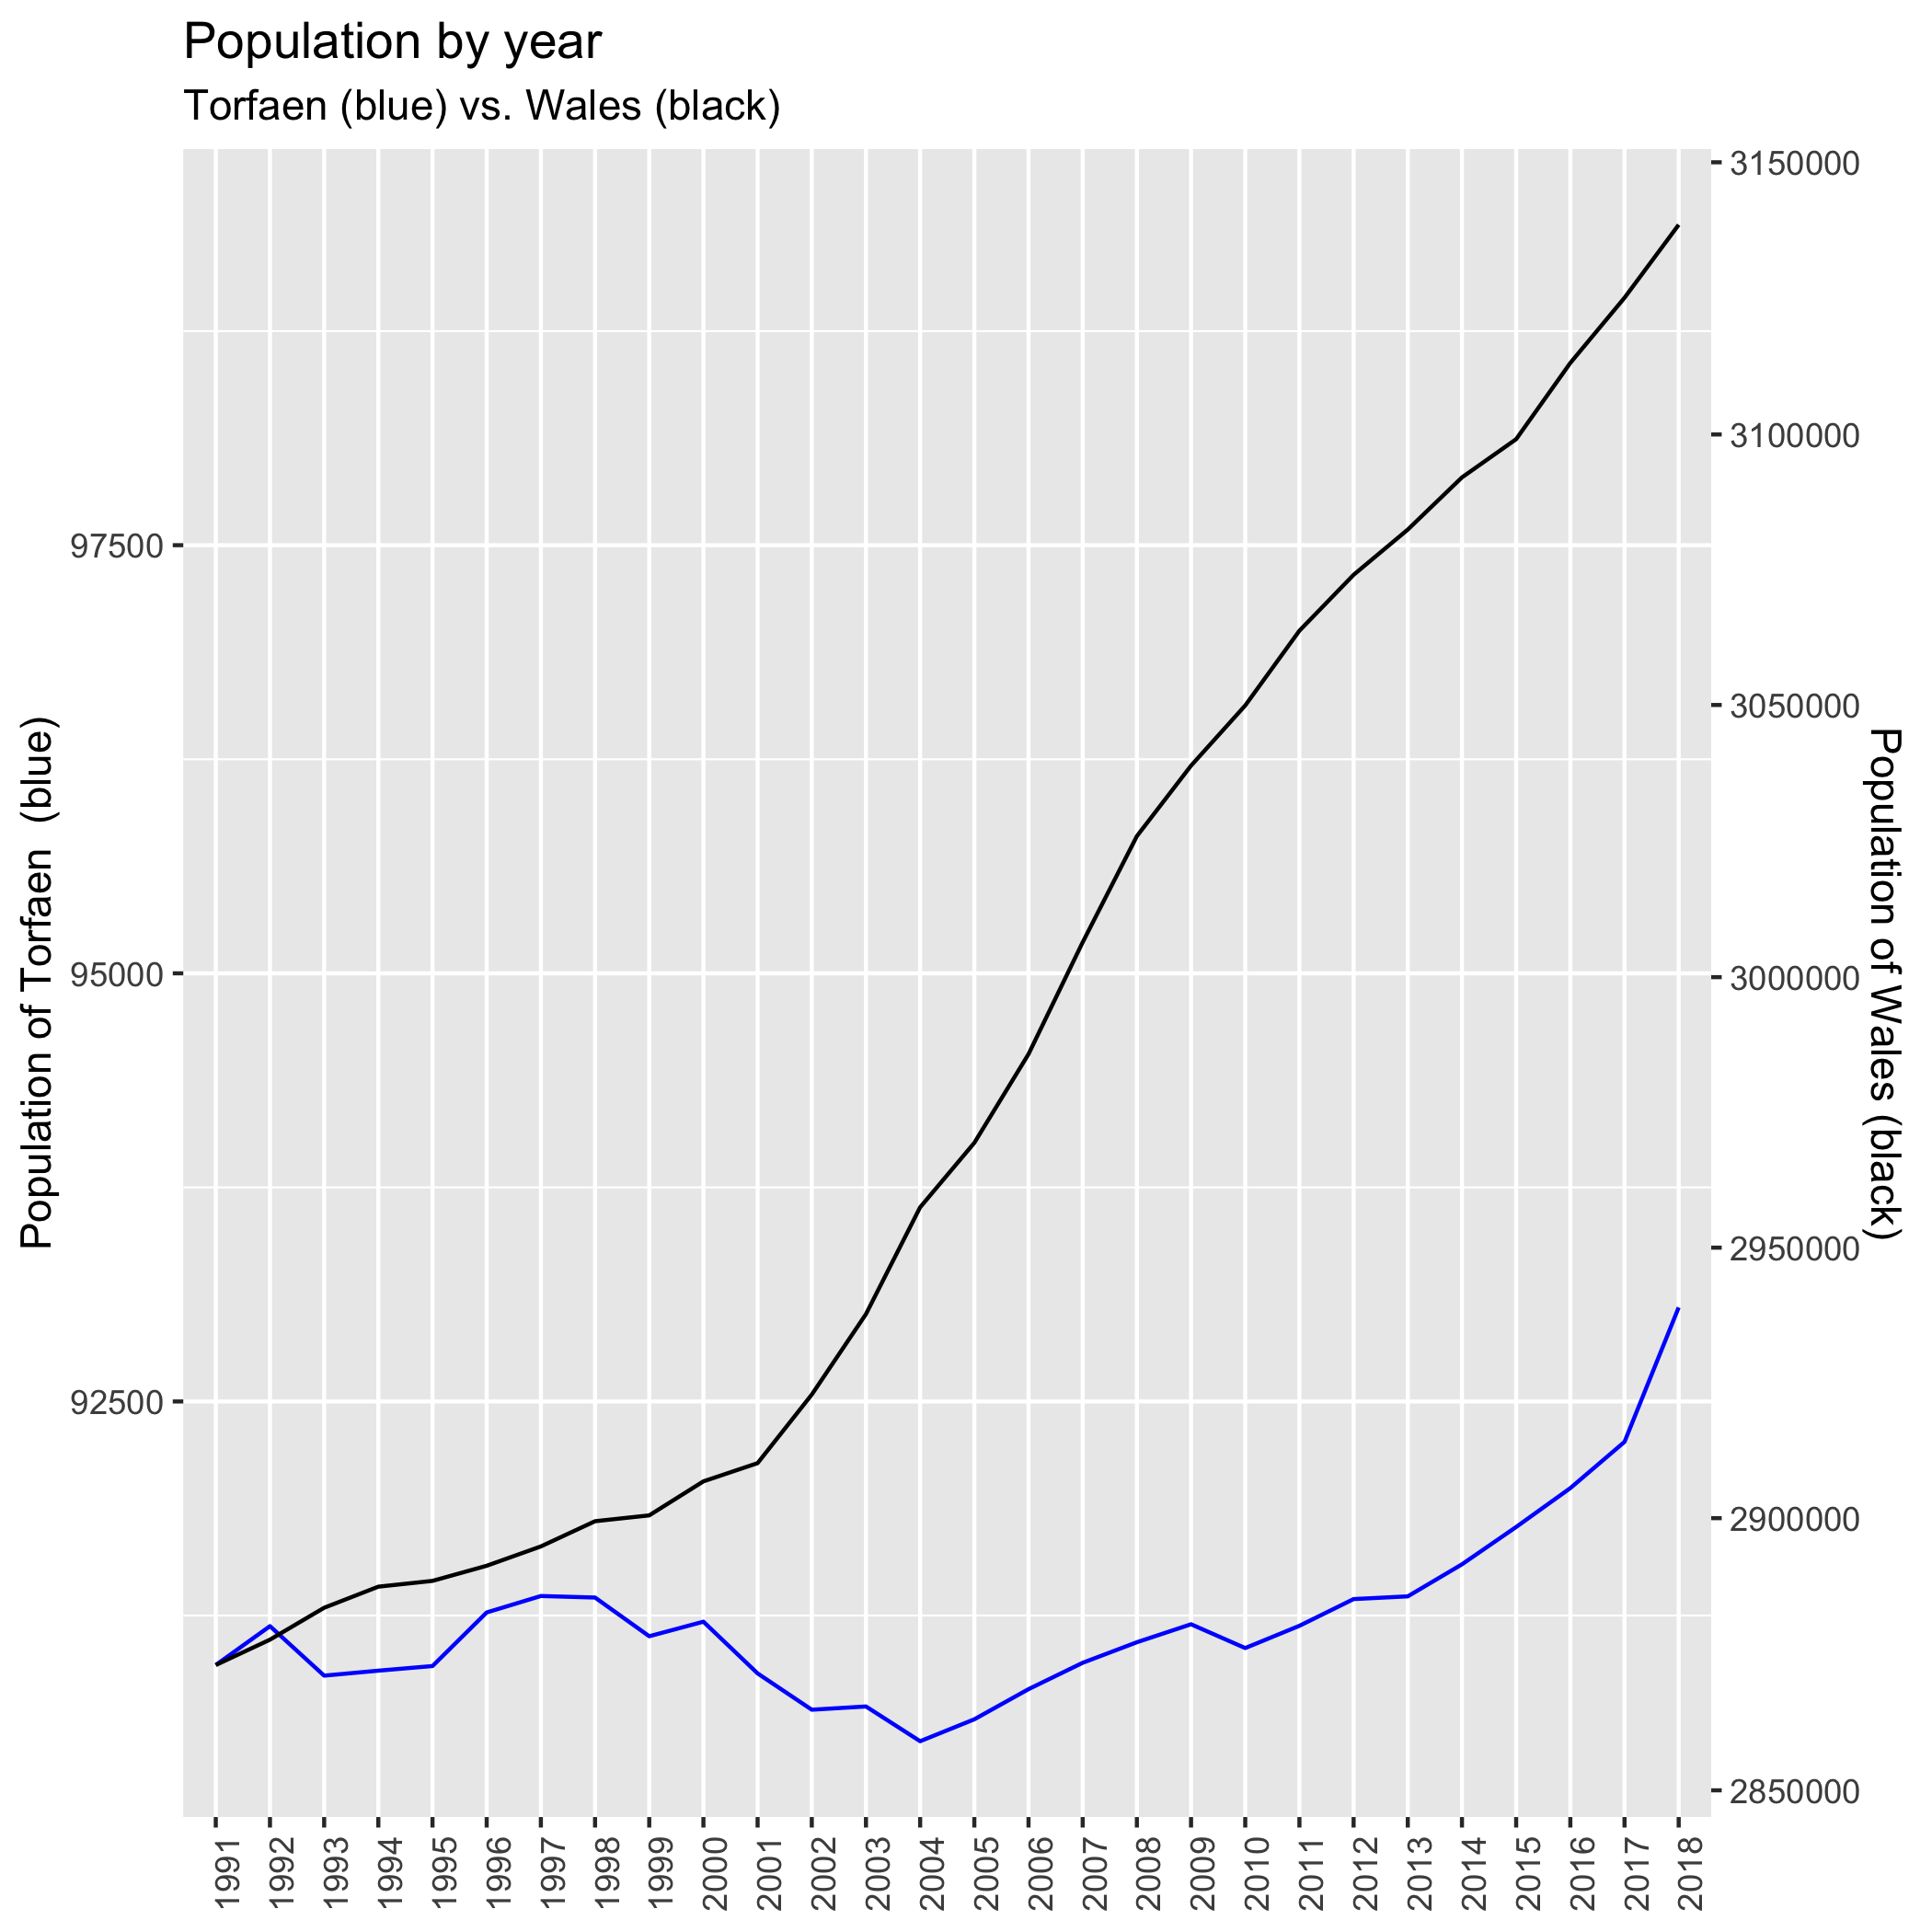 Population by year
Torfaen (blue) vs. Wales (black)
Population of Torfaen  (blue)
97500
95000
92500
3150000
3100000
3050000
3000000
2950000
2900000
2850000
Population of Wales (black)
1991 1992 1993 1994 1995 1996 1997 1998 1999 2000 2001 2002 2003 2004 2005 2006 2007 2008 2009 2010 2011 2012 2013 2014 2015 2016 2017 2018